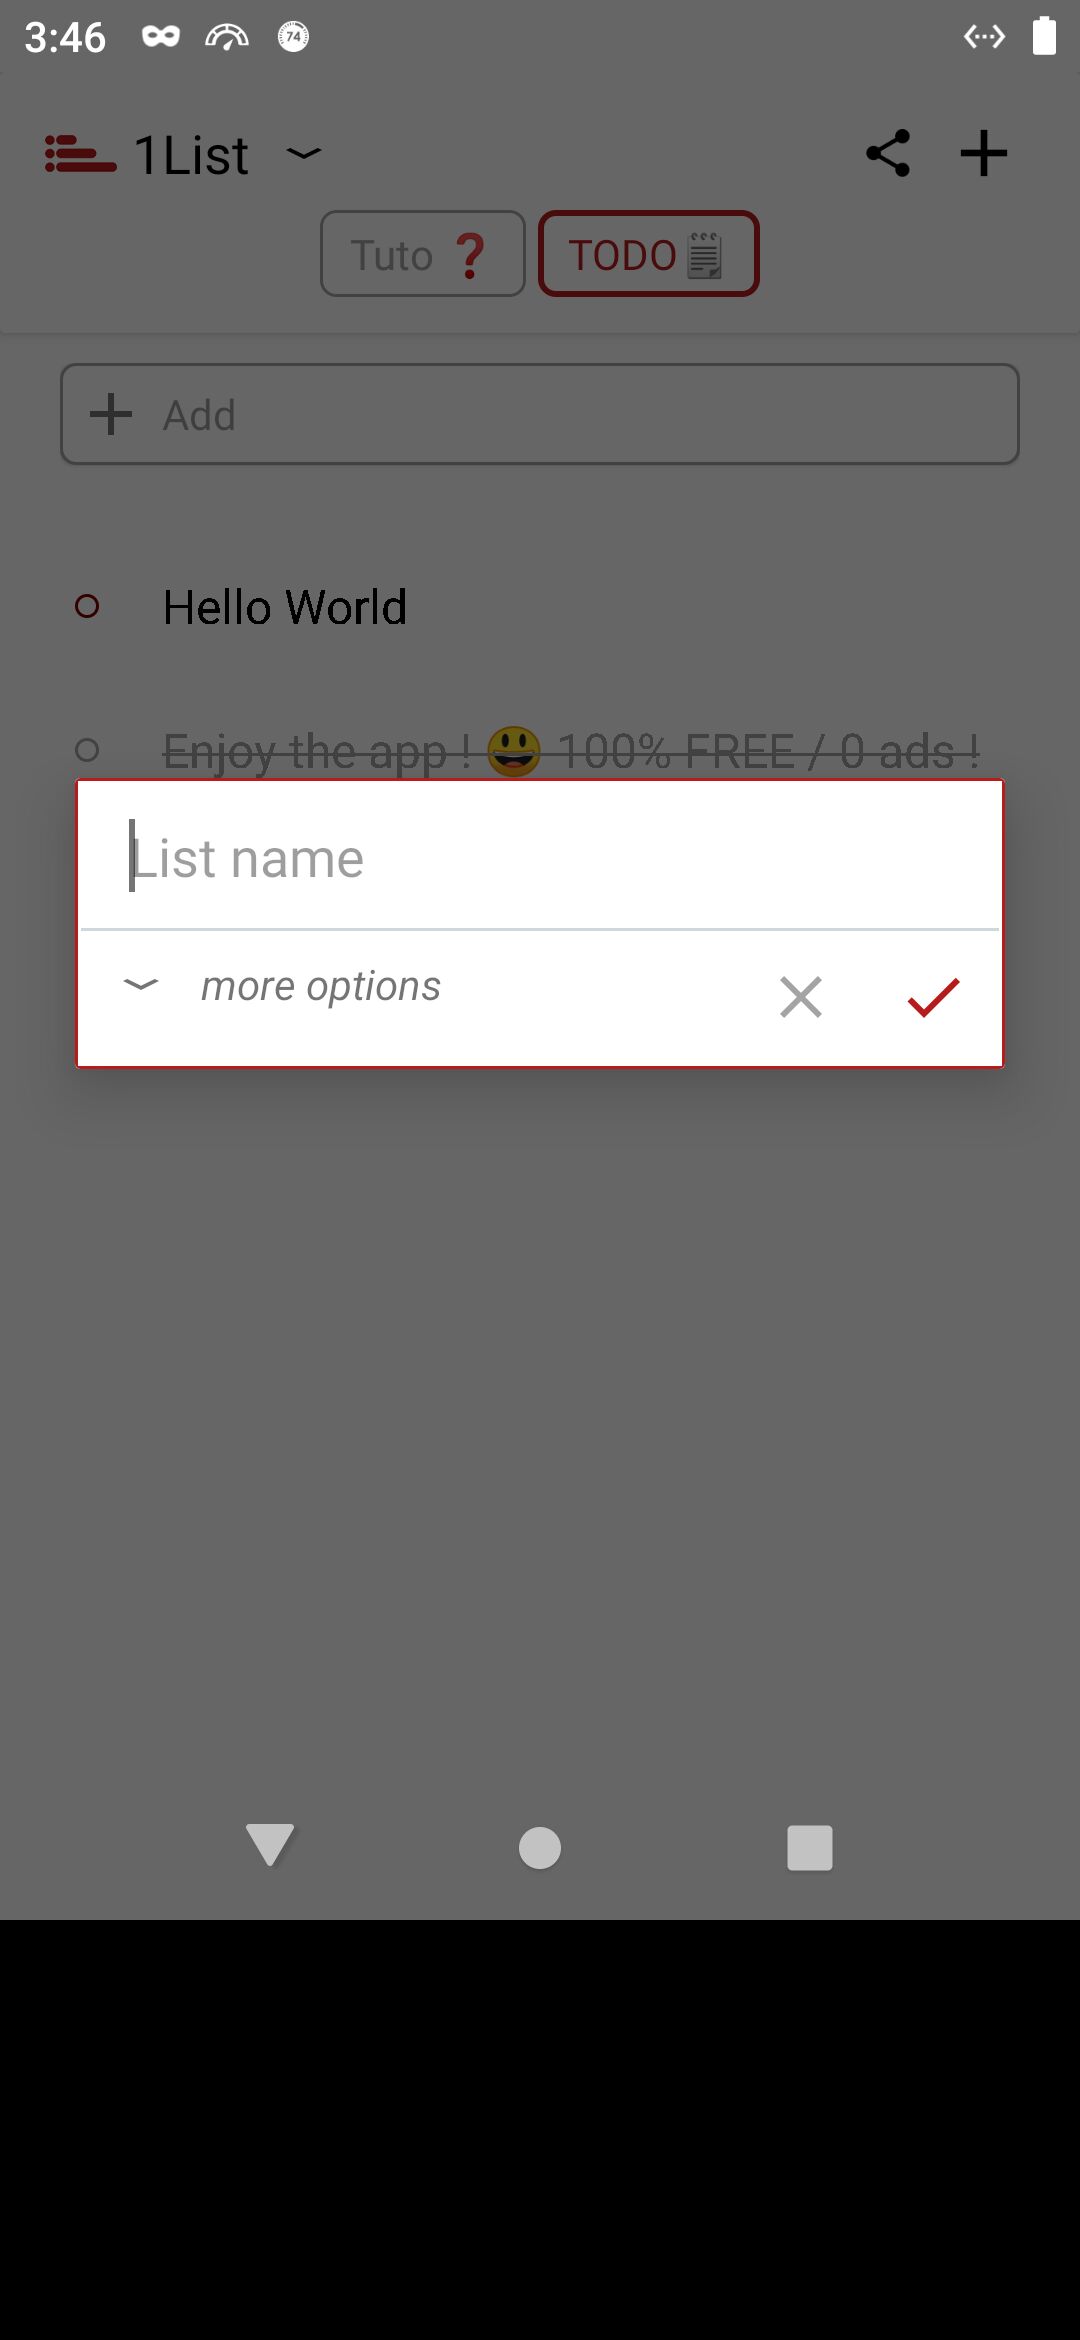 3:46 74
1List
Tuto ❓ TODO🗒️
Add
Hello World
Enjoy the app ! 😃 100% FREE / 0 ads !
List name
more options